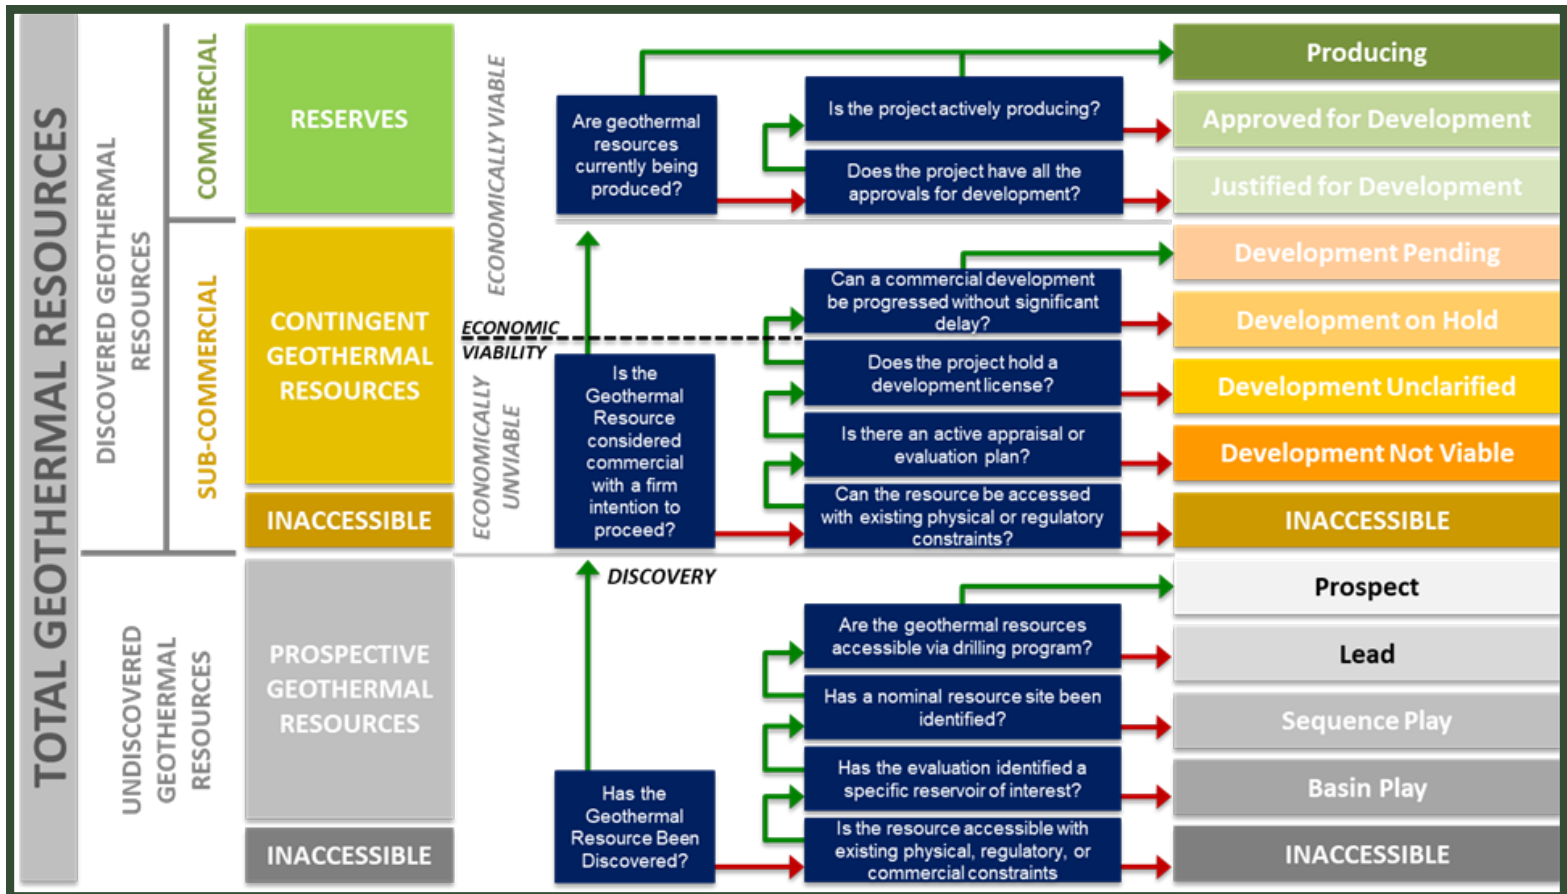 TOTAL GEOTHERMAL RESOURCES
DISCOVERED GEOTHERMAL
RESOURCES
UNDISCOVERED
GEOTHERMAL
RESOURCES
COMMERCIAL
SUB-COMMERCIAL
RESERVES
CONTINGENT
GEOTHERMAL
RESOURCES
INACCESSIBLE
PROSPECTIVE
GEOTHERMAL
RESOURCES
INACCESSIBLE
ECONOMICALLY VIABLE
ECONOMIC
VIABILITY
ECONOMICALLY
UNVIABLE
Are geothermal
resources
currently being
produced?
Is the project actively producing?
Does the project have all the
approvals for development?
Producing
Approved for Development
Justified for Development
Is the
Geothermal
Resource
considered
commercial
with a firm
intention to
proceed?
Can a commercial development
be progressed without significant
delay?
Does the project hold a
development license?
Is there an active appraisal or
evaluation plan?
Can the resource be accessed
with existing physical or regulatory
constraints?
Development Pending
Development on Hold
Development Unclarified
Development Not Viable
INACCESSIBLE
DISCOVERY
Has the
Geothermal
Resource Been
Discovered?
Are the geothermal resources
accessible via drilling program?
Has a nominal resource site been
identified?
Has the evaluation identified a
specific reservoir of interest?
Is the resource accessible with
existing physical, regulatory, or
commercial constraints
Prospect
Lead
Sequence Play
Basin Play
INACCESSIBLE